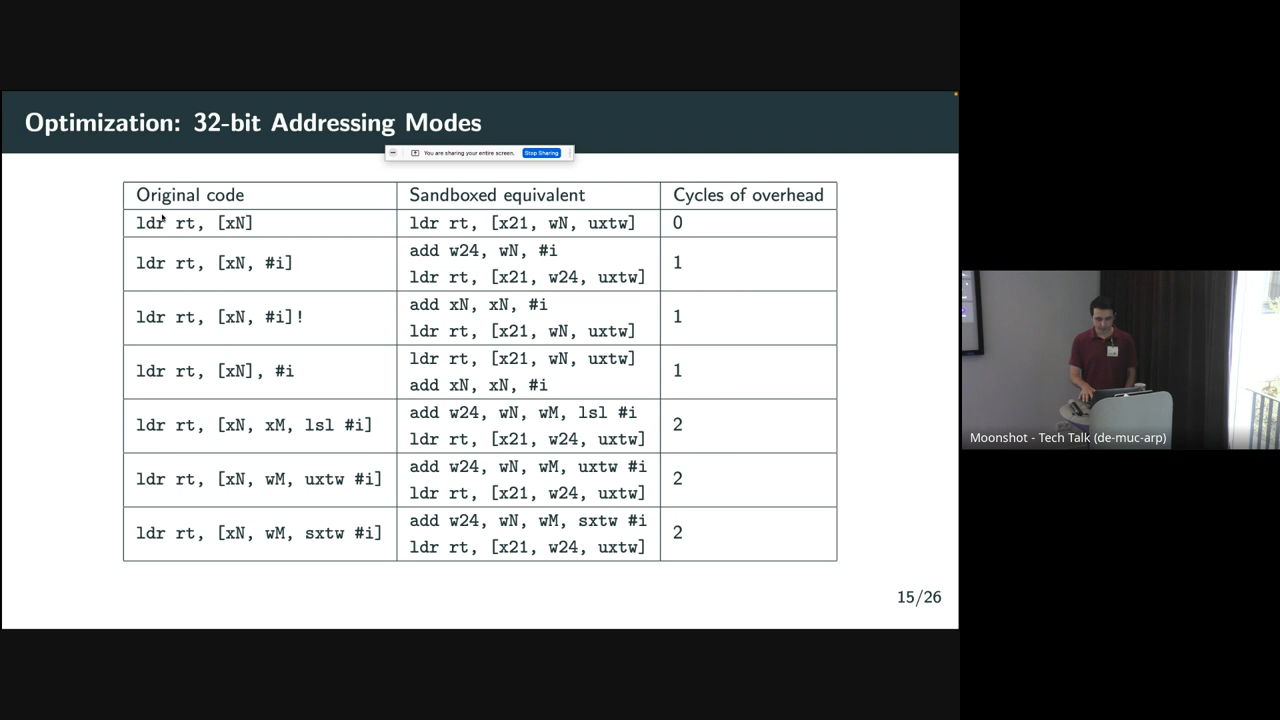 Optimization: 32-bit Addressing Modes
You are sharing your entire screen. Stop Sharing
Original code Sandboxed equivalent Cycles of overhead
ldr rt, [xN] ldr rt, [x21, wN, uxtw] 0
ldr rt, [xN, #i] add w24, wN, #i 1
ldr rt, [x21, w24, uxtw]
ldr rt, [xN, #i]! add xN, xN, #i 1
ldr rt, [x21, wN, uxtw]
ldr rt, [xN], #i ldr rt, [x21, wN, uxtw] 1
add xN, xN, #i
ldr rt, [xN, xM, lsl #i] add w24, wN, wM, lsl #i 2
ldr rt, [x21, w24, uxtw]
ldr rt, [xN, wM, uxtw #i] add w24, wN, wM, uxtw #i 2
ldr rt, [x21, w24, uxtw]
ldr rt, [xN, wM, sxtw #i] add w24, wN, wM, sxtw #i 2
ldr rt, [x21, w24, uxtw]
15/26
Moonshot - Tech Talk (de-muc-arp)